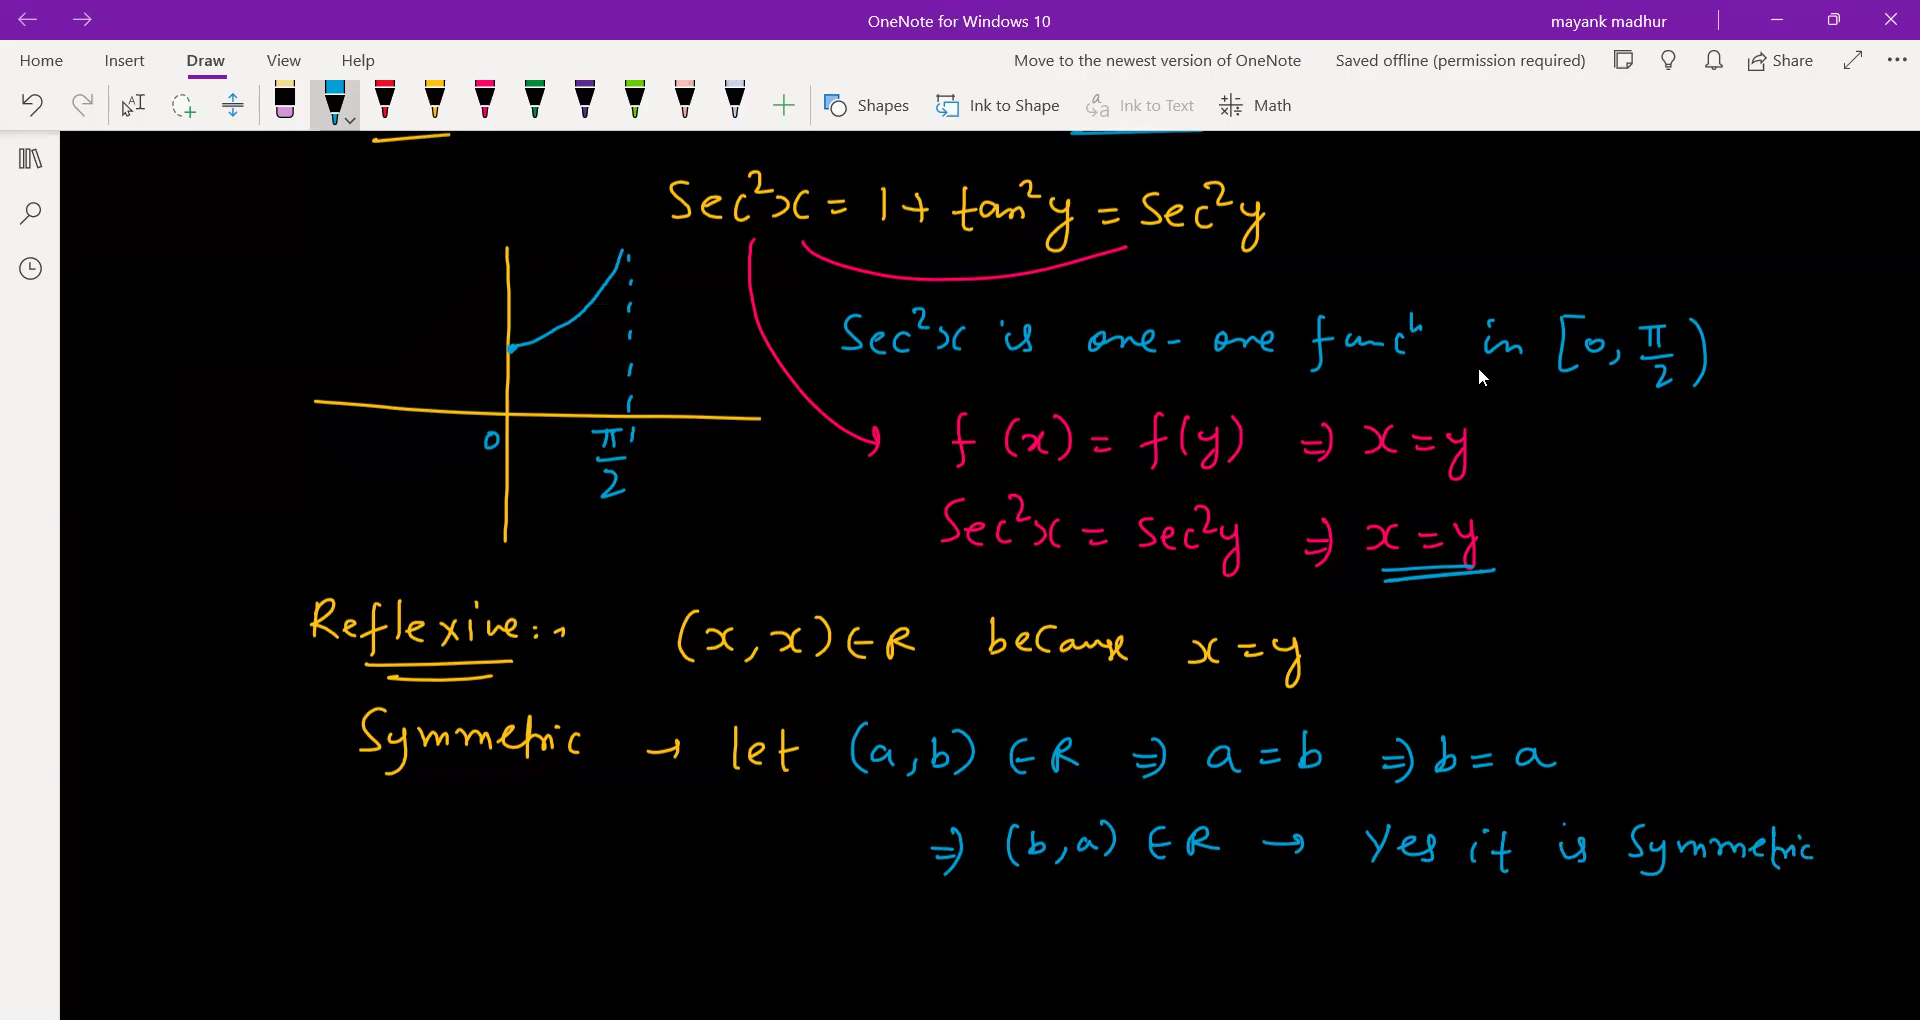 OneNote for Windows 10
mayank madhur
Home Insert Draw View Help
Move to the newest version of OneNote Saved offline (permission required) Share
Shapes Ink to Shape Ink to Text Math
Sec²x = 1 + tan²y = Sec²y
Sec²x is one-one funcⁿ in [0, π/2)
0 π/2
f(x) = f(y) ⇒ x = y
Sec²x = Sec²y ⇒ x = y
Reflexive:, (x, x) ∈ R because x = y
Symmetric → let (a, b) ∈ R ⇒ a = b ⇒ b = a
⇒ (b, a) ∈ R → Yes it is Symmetric